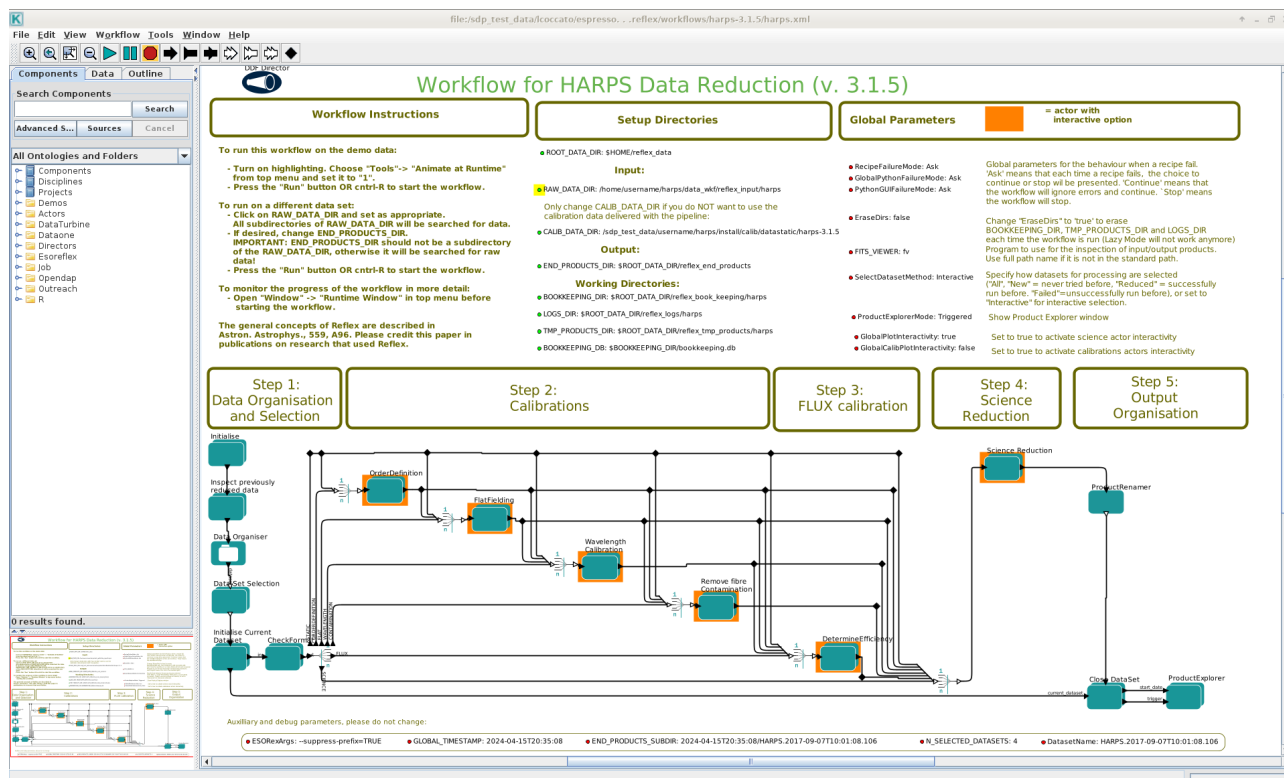 file:/sdp_test_data/lcoccato/espresso. . .reflex/workflows/harps-3.1.5/harps.xml
File Edit View Workflow Tools Window Help
Components Data Outline
Search Components
Search
Advanced S... Sources Cancel
All Ontologies and Folders
Components
Disciplines
Projects
Demos
Actors
DataTurbine
Dataone
Directors
Esoreflex
Job
Opendap
Outreach
R
0 results found.
DDF Director
Workflow for HARPS Data Reduction (v. 3.1.5)
Workflow Instructions
To run this workflow on the demo data:
- Turn on highlighting. Choose "Tools"-> "Animate at Runtime"
from top menu and set it to "1".
- Press the "Run" button OR cntrl-R to start the workflow.
To run on a different data set:
- Click on RAW_DATA_DIR and set as appropriate.
All subdirectories of RAW_DATA_DIR will be searched for data.
- If desired, change END_PRODUCTS_DIR.
IMPORTANT: END_PRODUCTS_DIR should not be a subdirectory
of the RAW_DATA_DIR, otherwise it will be searched for raw
data!
- Press the "Run" button OR cntrl-R to start the workflow.
To monitor the progress of the workflow in more detail:
- Open "Window" -> "Runtime Window" in top menu before
starting the workflow.
The general concepts of Reflex are described in
Astron. Astrophys., 559, A96. Please credit this paper in
publications on research that used Reflex.
Setup Directories
ROOT_DATA_DIR: $HOME/reflex_data
Input:
RAW_DATA_DIR: /home/username/harps/data_wkf/reflex_input/harps
Only change CALIB_DATA_DIR if you do NOT want to use the
calibration data delivered with the pipeline:
CALIB_DATA_DIR: /sdp_test_data/username/harps/install/calib/datastatic/harps-3.1.5
Output:
END_PRODUCTS_DIR: $ROOT_DATA_DIR/reflex_end_products
Working Directories:
BOOKKEEPING_DIR: $ROOT_DATA_DIR/reflex_book_keeping/harps
LOGS_DIR: $ROOT_DATA_DIR/reflex_logs/harps
TMP_PRODUCTS_DIR: $ROOT_DATA_DIR/reflex_tmp_products/harps
BOOKKEEPING_DB: $BOOKKEEPING_DIR/bookkeeping.db
Global Parameters
= actor with
interactive option
RecipeFailureMode: Ask
GlobalPythonFailureMode: Ask
PythonGUIFailureMode: Ask
Global parameters for the behaviour when a recipe fail.
'Ask' means that each time a recipe fails, the choice to
continue or stop wil be presented. 'Continue' means that
the workflow will ignore errors and continue. `Stop' means
the workflow will stop.
EraseDirs: false
Change "EraseDirs" to 'true' to erase
BOOKKEEPING_DIR, TMP_PRODUCTS_DIR and LOGS_DIR
each time the workflow is run (Lazy Mode will not work anymore)
FITS_VIEWER: fv
Program to use for the inspection of input/output products.
Use full path name if it is not in the standard path.
SelectDatasetMethod: Interactive
Specify how datasets for processing are selected
("All", "New" = never tried before, "Reduced" = successfully
run before. "Failed"=unsuccessfully run before), or set to
"Interactive" for interactive selection.
ProductExplorerMode: Triggered
Show Product Explorer window
GlobalPlotInteractivity: true
Set to true to activate science actor interactivity
GlobalCalibPlotInteractivity: false
Set to true to activate calibrations actors interactivity
Step 1:
Data Organisation
and Selection
Step 2:
Calibrations
Step 3:
FLUX calibration
Step 4:
Science
Reduction
Step 5:
Output
Organisation
Initialise
Inspect previously
reduced data
Data Organiser
DataSet Selection
Initialise Current
Dataset
CheckForm
FLUX
SCIENCE
OrderDefinition
FlatFielding
Wavelength
Calibration
Remove fibre
Contamination
DetermineEfficiency
Science Reduction
ProductRenamer
Close DataSet
ProductExplorer
current_dataset
start_date
trigger
Auxilliary and debug parameters, please do not change:
ESORexArgs: --suppress-prefix=TRUE
GLOBAL_TIMESTAMP: 2024-04-15T20:35:08
END_PRODUCTS_SUBDIR: 2024-04-15T20:35:08/HARPS.2017-09-07T10:01:08.106
N_SELECTED_DATASETS: 4
DatasetName: HARPS.2017-09-07T10:01:08.106